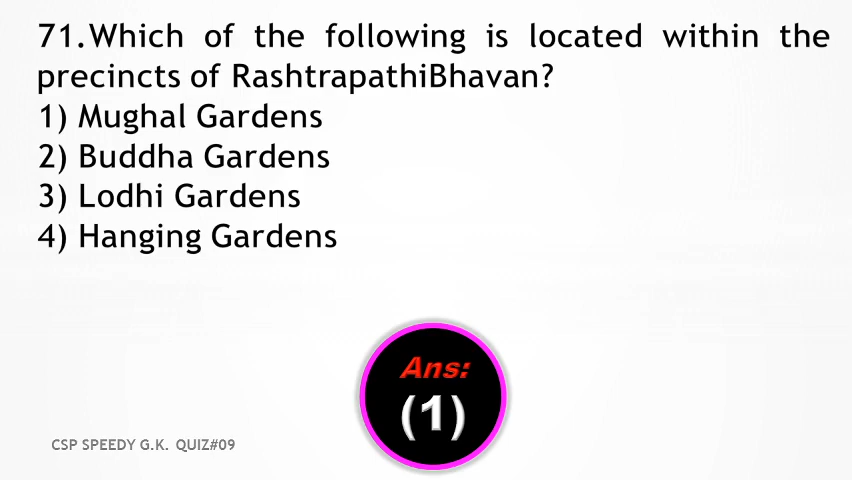 71.Which of the following is located within the
precincts of RashtrapathiBhavan?
1) Mughal Gardens
2) Buddha Gardens
3) Lodhi Gardens
4) Hanging Gardens
Ans:
(1)
CSP SPEEDY G.K. QUIZ#09